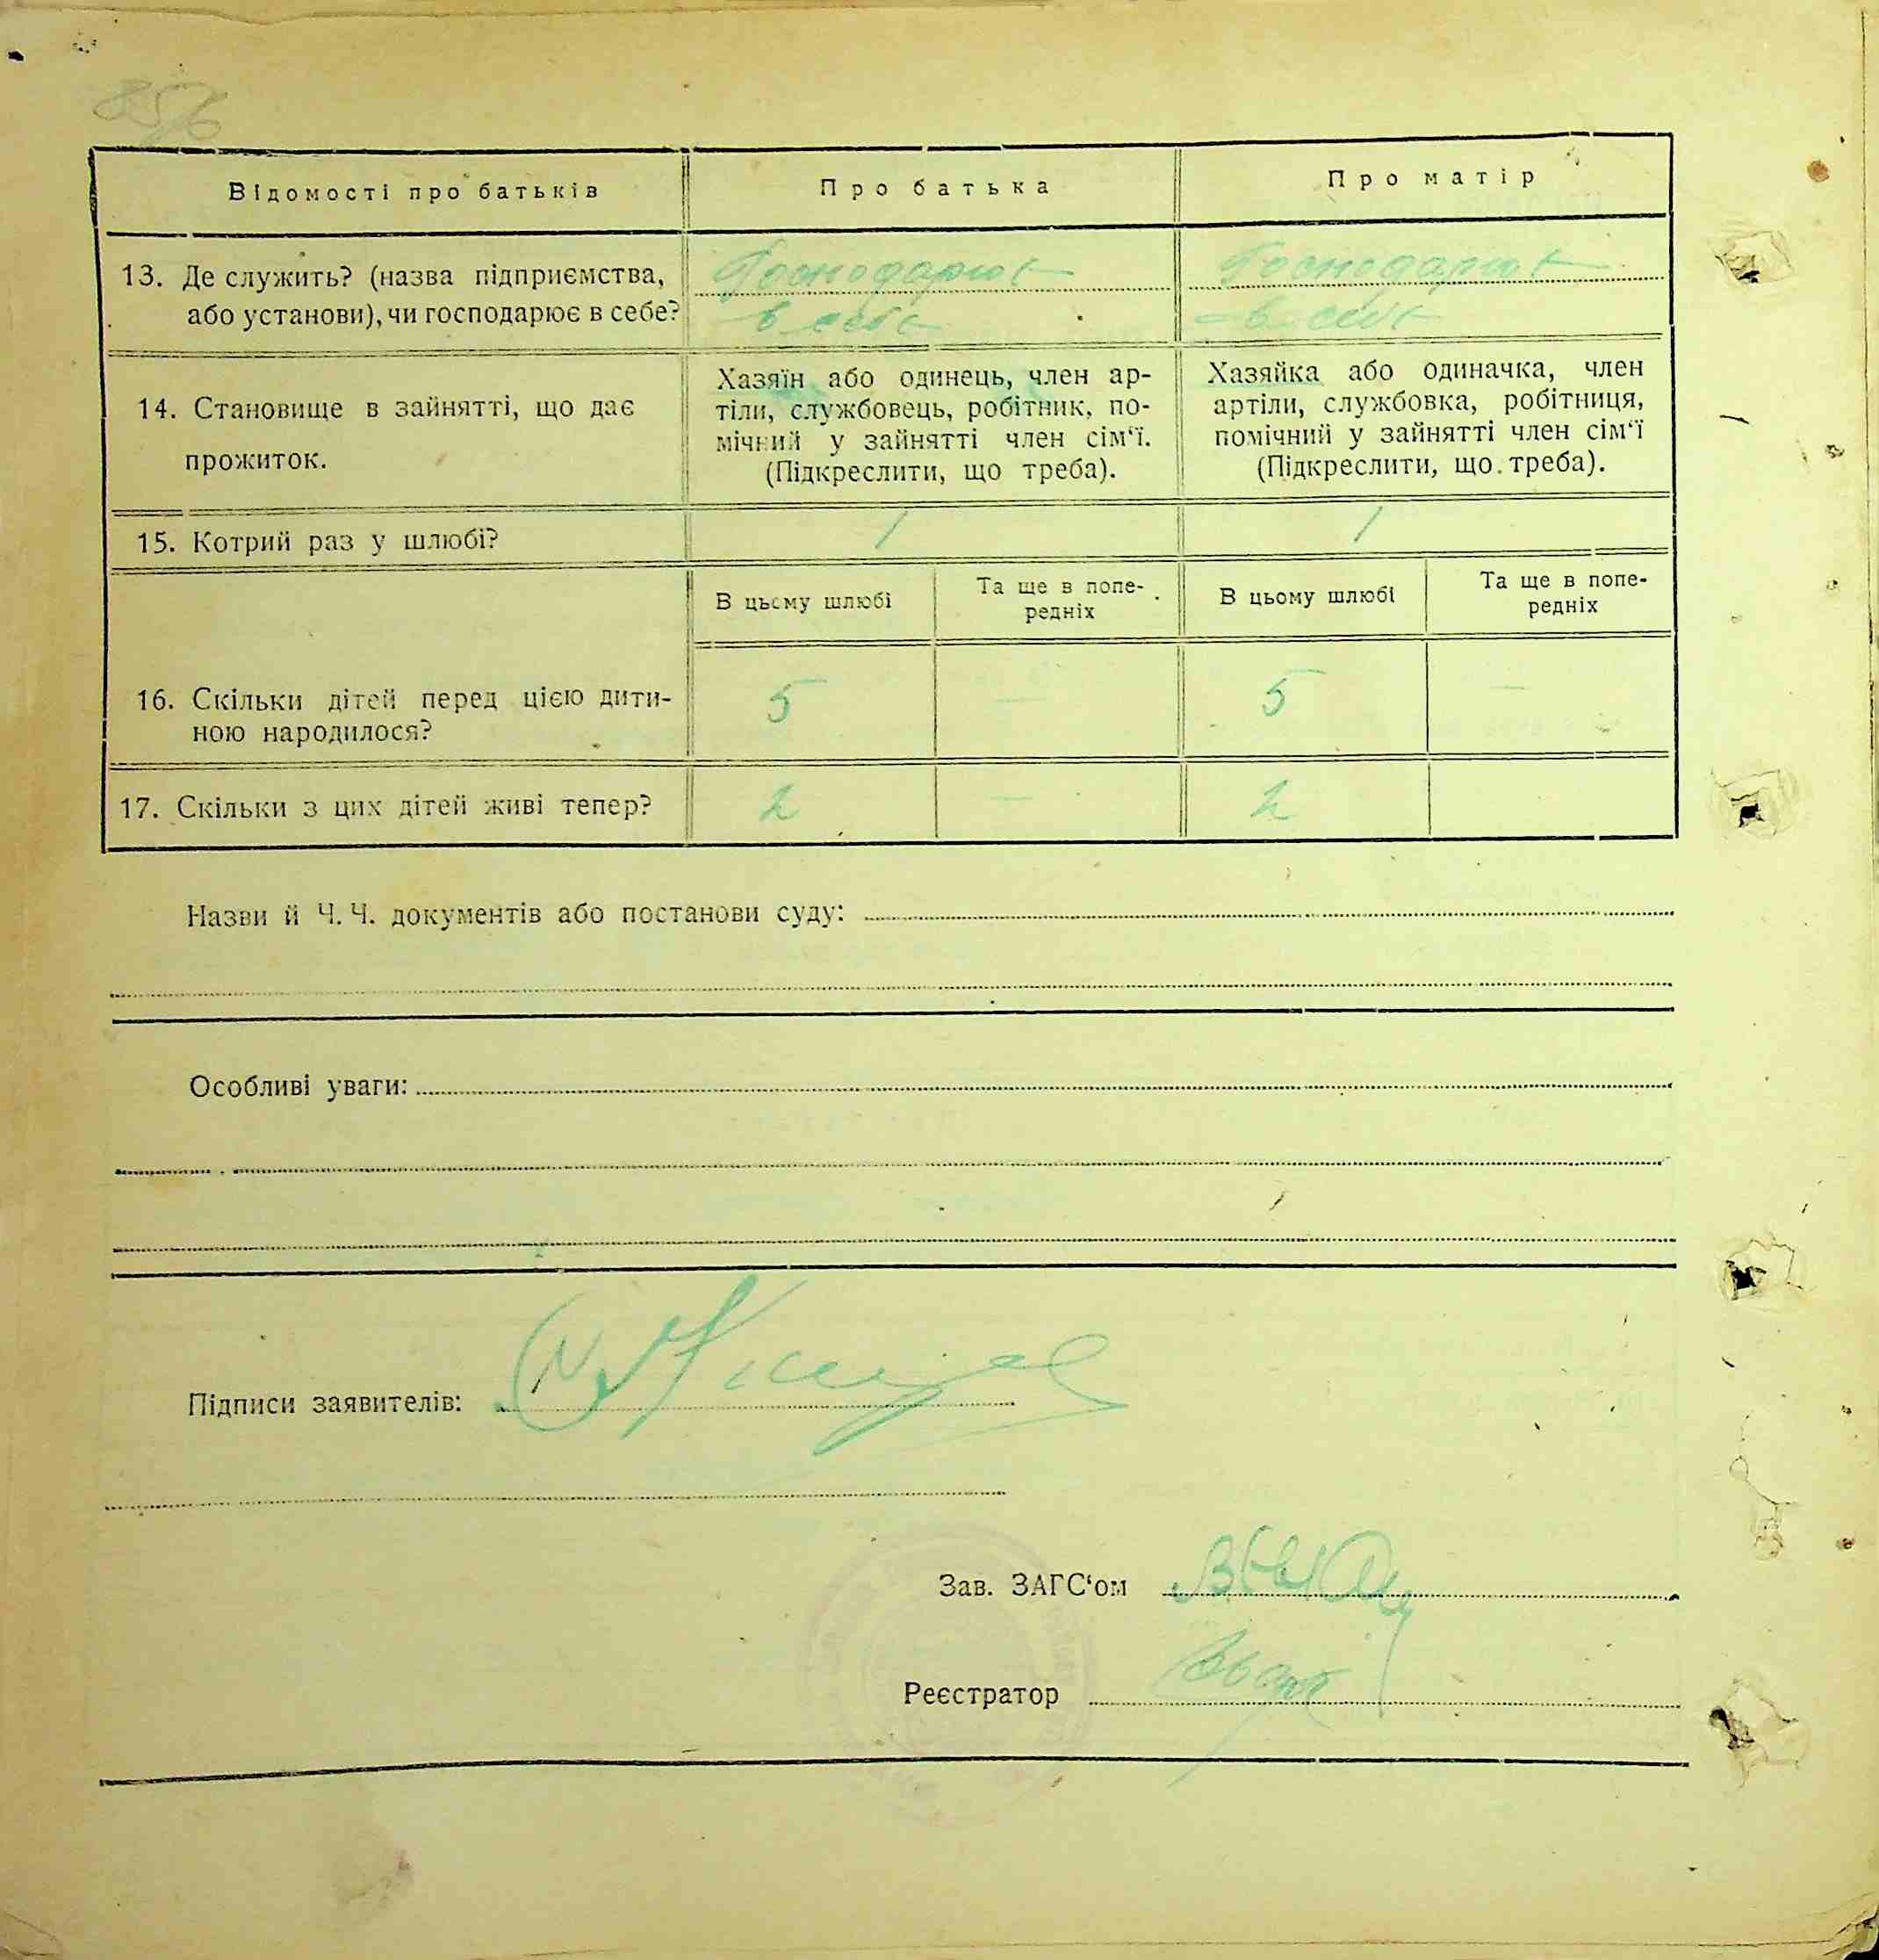 Відомості про батьків
Про батька
Про матір
13. Де служить? (назва підприємства,
або установи), чи господарює в себе?
Господарює
в себе
Господарює
в себе
14. Становище в зайнятті, що дає
прожиток.
Хазяїн або одинець, член ар-
тіли, службовець, робітник, по-
мічний у зайнятті член сім‘ї.
(Підкреслити, що треба).
Хазяйка або одиначка, член
артіли, службовка, робітниця,
помічний у зайнятті член сім‘ї
(Підкреслити, що треба).
15. Котрий раз у шлюбі?
1
1
В цьому шлюбі
Та ще в попе-
редніх
В цьому шлюбі
Та ще в попе-
редніх
16. Скільки дітей перед цією дити-
ною народилося?
5
—
5
—
17. Скільки з цих дітей живі тепер?
2
—
2
Назви й Ч. Ч. документів або постанови суду:
Особливі уваги:
Підписи заявителів:
Зав. ЗАГС‘ом
Реєстратор